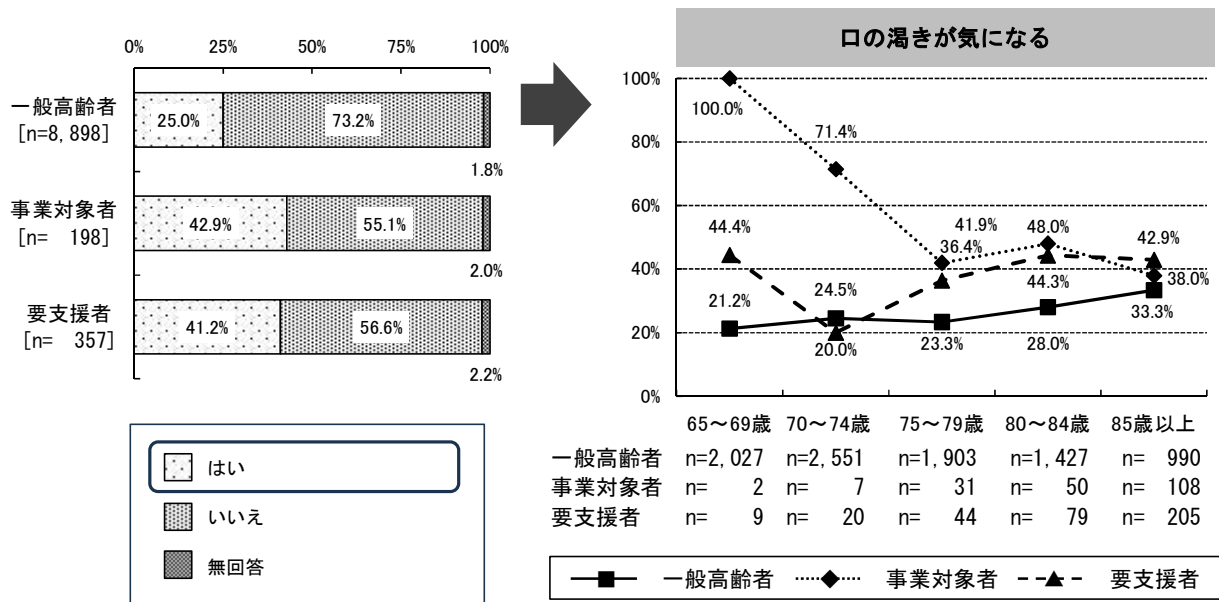 0% 25% 50% 75% 100%
一般高齢者
[n=8,898]
25.0% 73.2%
1.8%
事業対象者
[n= 198]
42.9% 55.1%
2.0%
要支援者
[n= 357]
41.2% 56.6%
2.2%
はい
いいえ
無回答
口の渇きが気になる
100%
80%
60%
40%
20%
0%
100.0%
71.4%
41.9%
48.0%
38.0%
44.4%
20.0%
36.4%
44.3%
42.9%
21.2%
24.5%
23.3%
28.0%
33.3%
65~69歳 70~74歳 75~79歳 80~84歳 85歳以上
一般高齢者 n=2,027 n=2,551 n=1,903 n=1,427 n= 990
事業対象者 n= 2 n= 7 n= 31 n= 50 n= 108
要支援者 n= 9 n= 20 n= 44 n= 79 n= 205
一般高齢者 事業対象者 要支援者